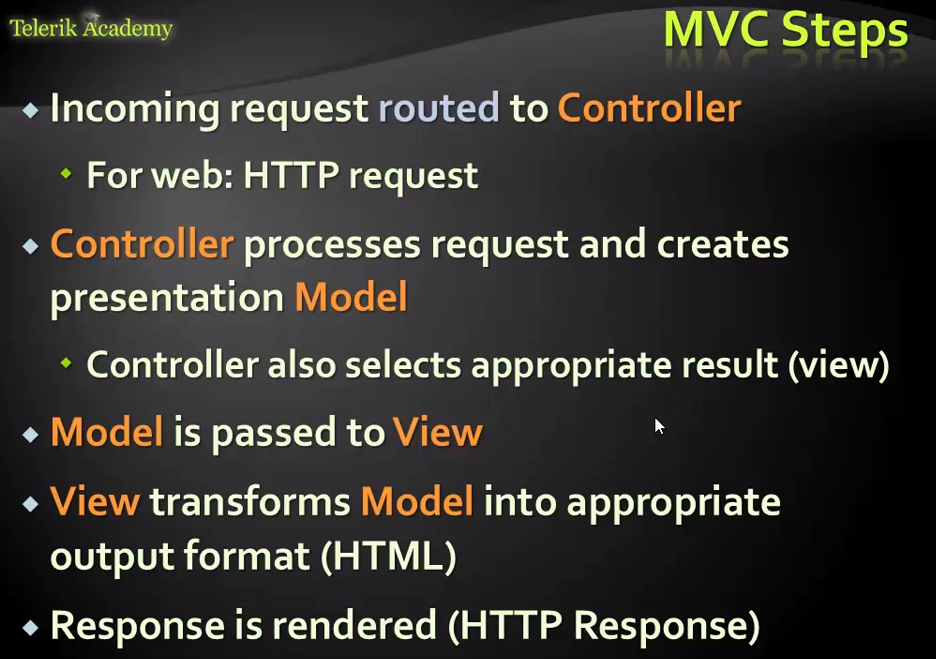 Telerik Academy
MVC Steps
Incoming request routed to Controller
For web: HTTP request
Controller processes request and creates
presentation Model
Controller also selects appropriate result (view)
Model is passed to View
View transforms Model into appropriate
output format (HTML)
Response is rendered (HTTP Response)